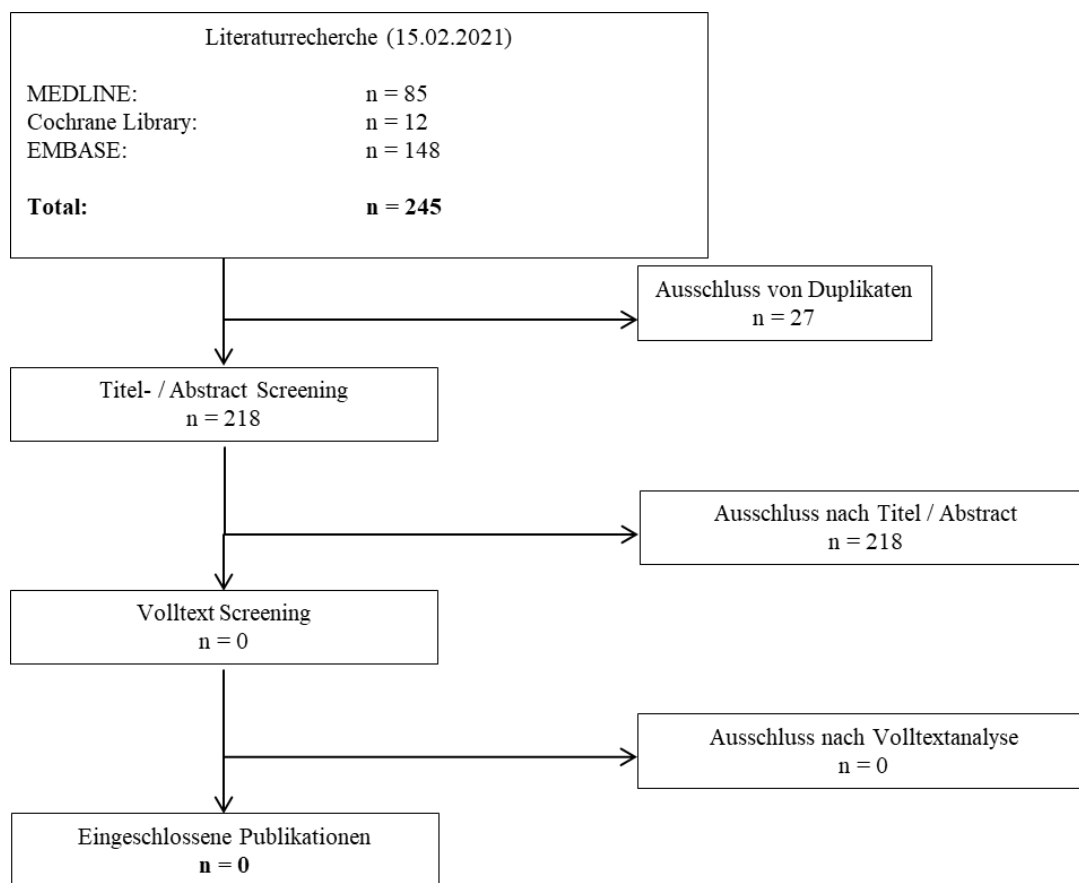 Literaturrecherche (15.02.2021)
MEDLINE: n = 85
Cochrane Library: n = 12
EMBASE: n = 148
Total: n = 245
Ausschluss von Duplikaten
n = 27
Titel- / Abstract Screening
n = 218
Ausschluss nach Titel / Abstract
n = 218
Volltext Screening
n = 0
Ausschluss nach Volltextanalyse
n = 0
Eingeschlossene Publikationen
n = 0